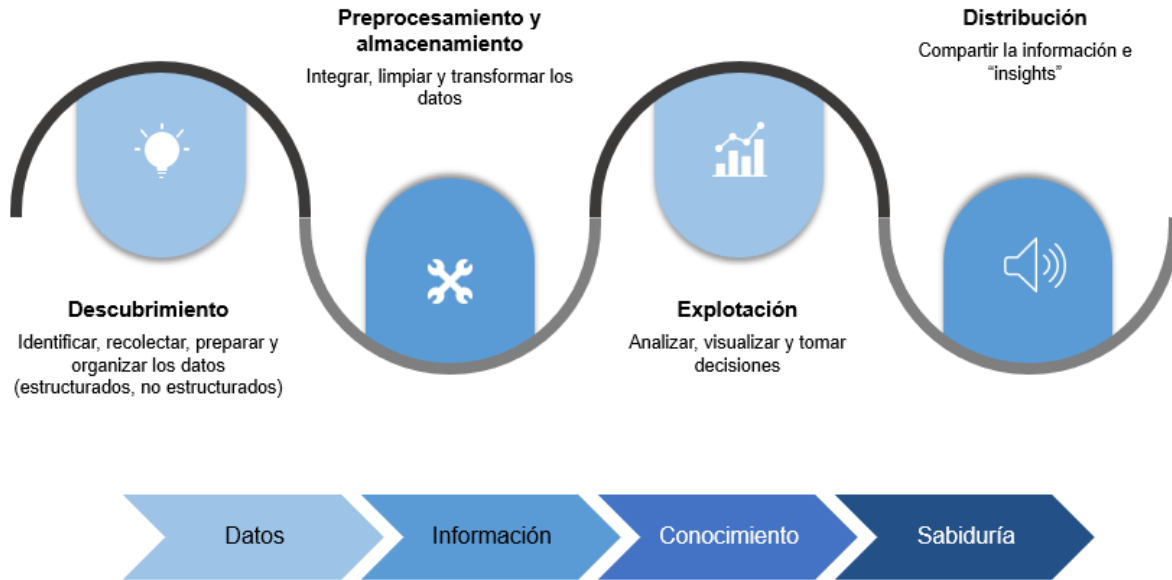 Descubrimiento
Identificar, recolectar, preparar y
organizar los datos
(estructurados, no estructurados)
Preprocesamiento y
almacenamiento
Integrar, limpiar y transformar los
datos
Explotación
Analizar, visualizar y tomar
decisiones
Distribución
Compartir la información e
“insights”
Datos
Información
Conocimiento
Sabiduría